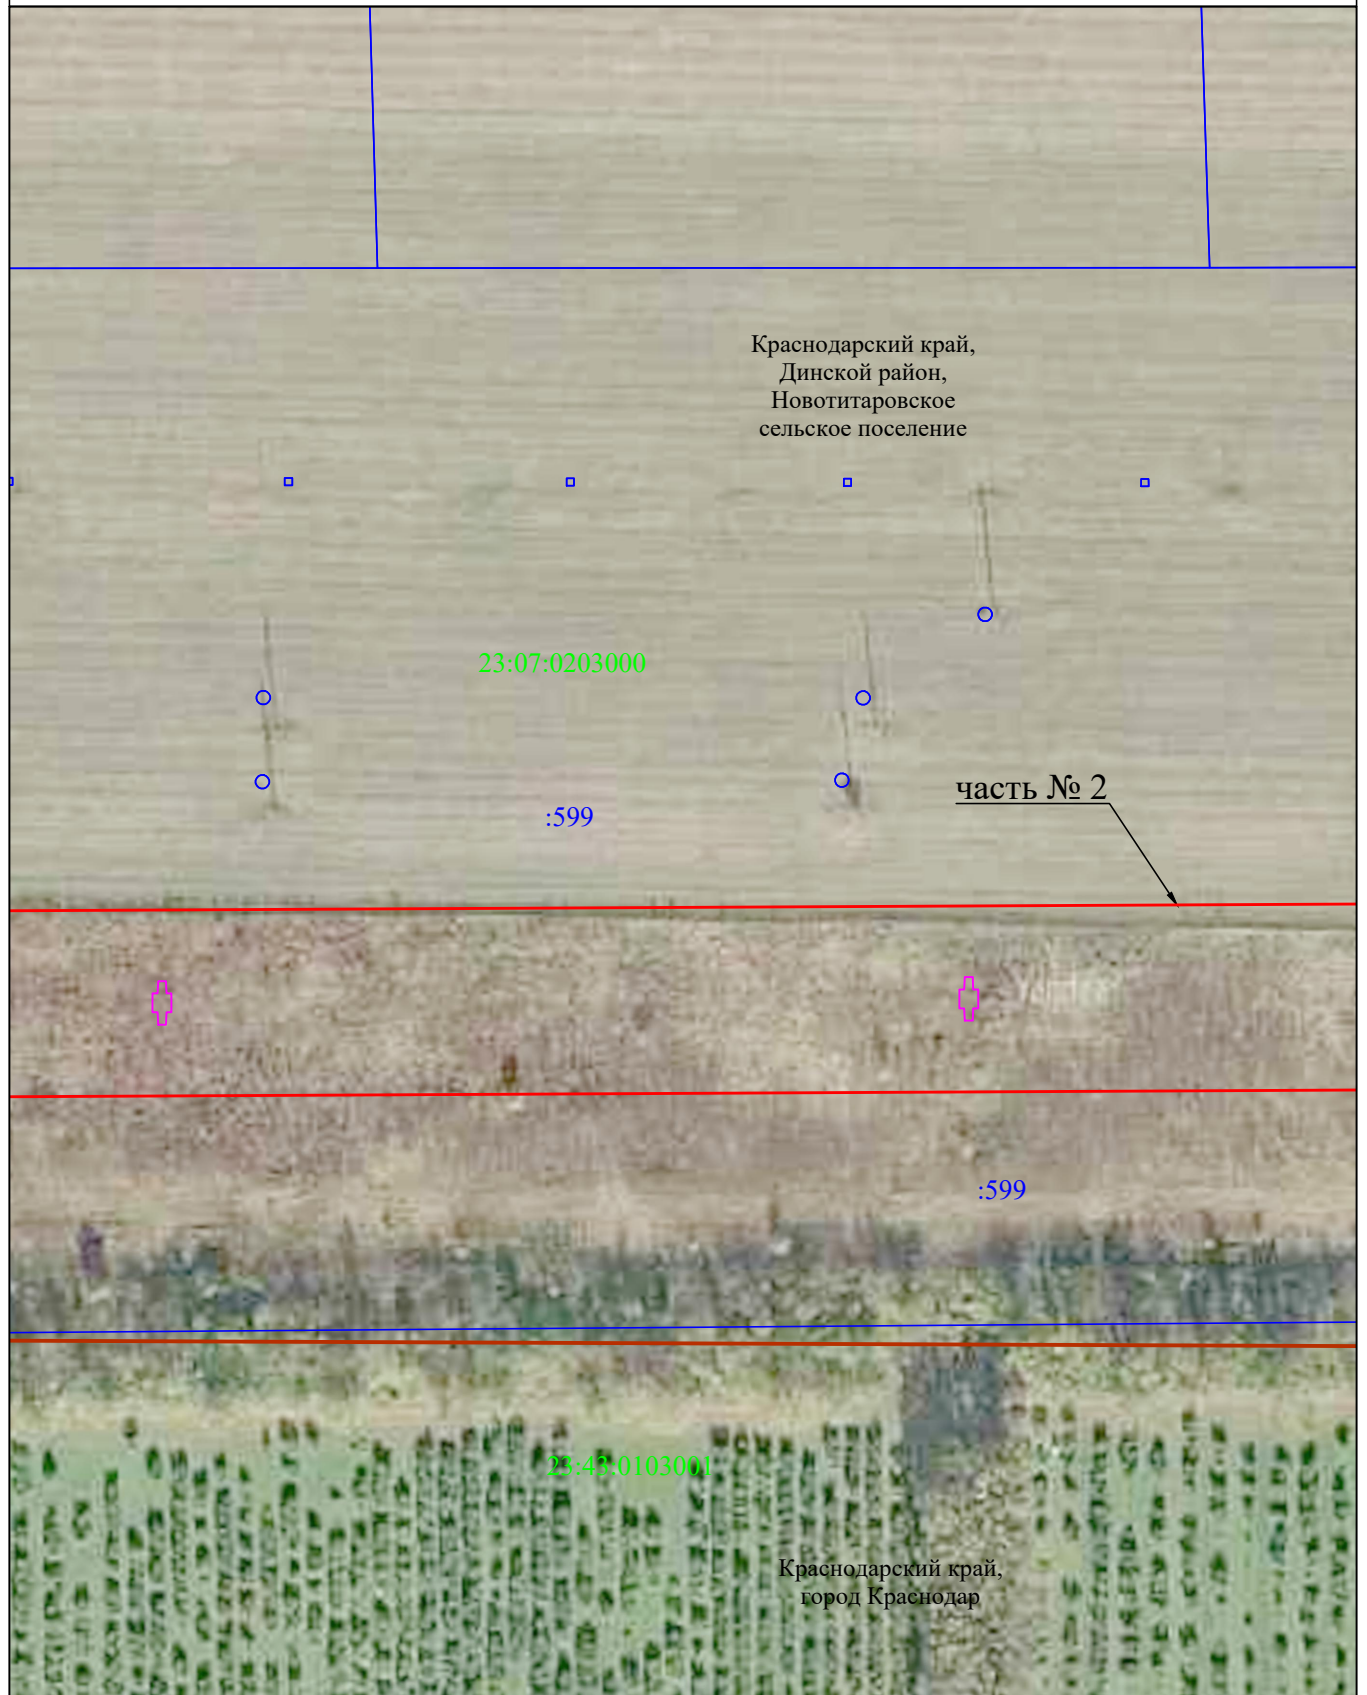 Краснодарский край,
Динской район,
Новотитаровское
сельское поселение
23:07:0203000
часть № 2
:599
:599
23:43:0103001
Краснодарский край,
город Краснодар